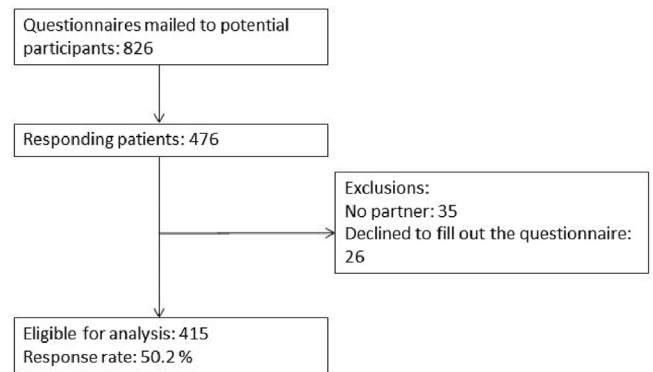 Questionnaires mailed to potential
participants: 826
Responding patients: 476
Exclusions:
No partner: 35
Declined to fill out the questionnaire:
26
Eligible for analysis: 415
Response rate: 50.2 %